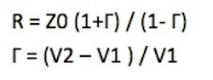 R = Z0 (1+Γ) / (1- Γ)
Γ = (V2 – V1 ) / V1